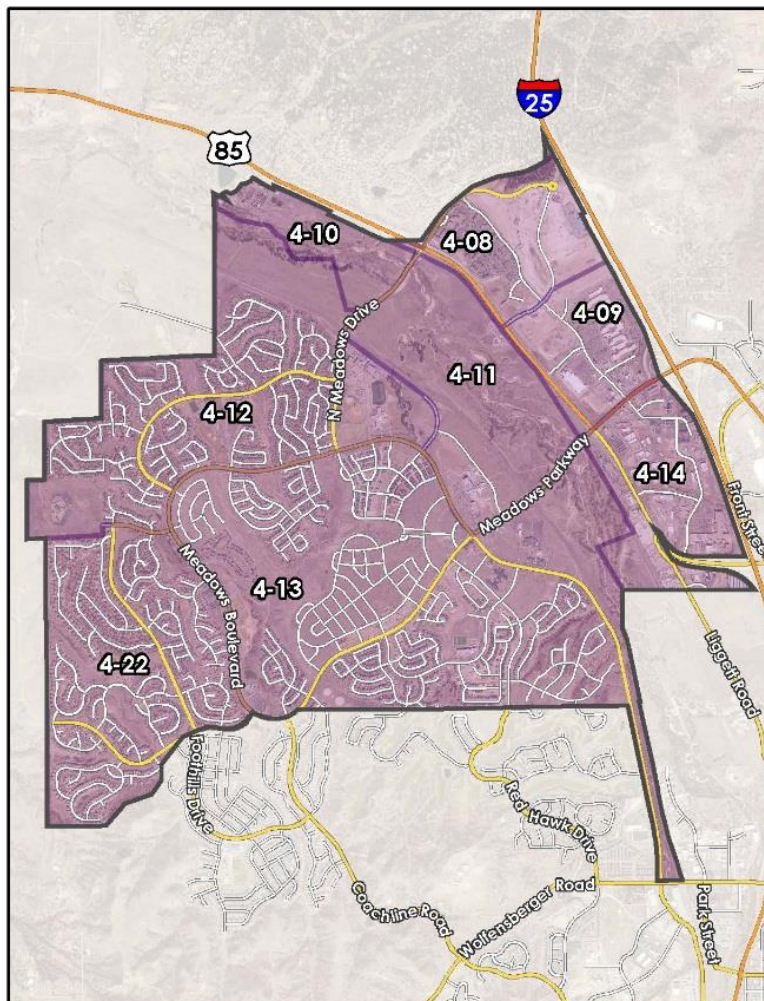 25
85
4-10
4-08
4-09
N Meadows Drive
4-11
4-12
Meadows Parkway
4-14
Front Street
Meadows Boulevard
4-13
4-22
Liggett Road
Foothills Drive
Red Hawk Drive
Coachline Road
Wolfensberger Road
Park Street